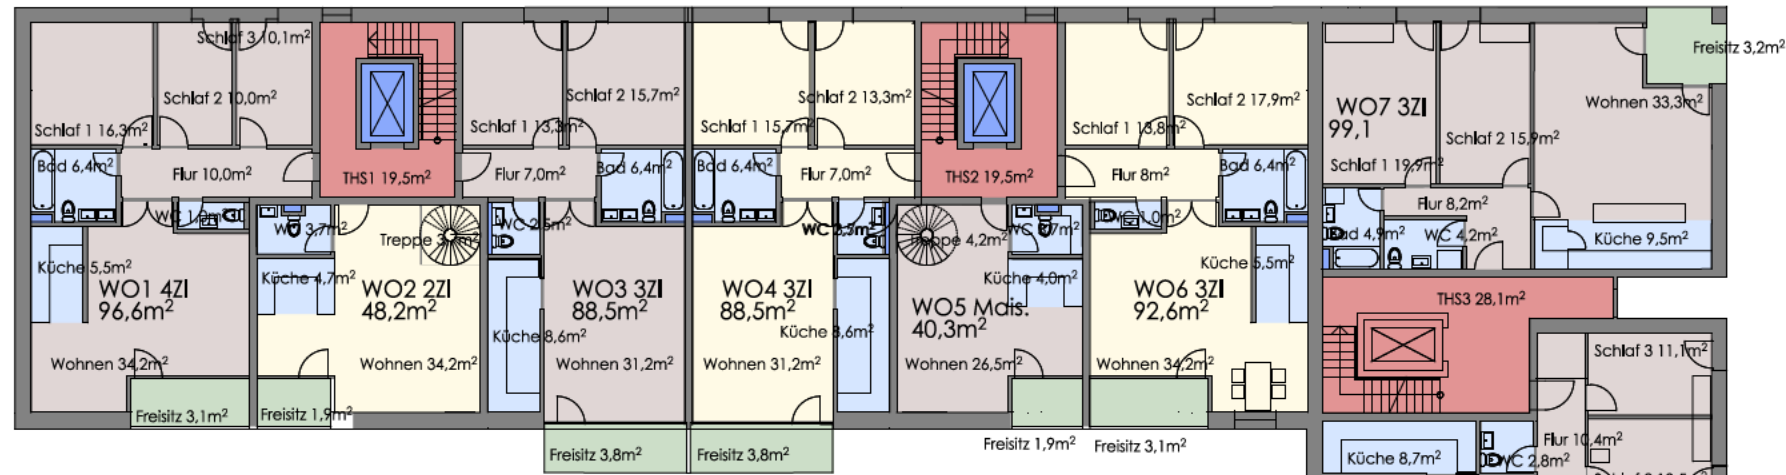 Schlaf 3 10,1m²
Schlaf 2 10,0m²
Schlaf 1 16,3m²
Bad 6,4m²
Flur 10,0m²
WC 1,0m²
Küche 5,5m²
WO1 4ZI
96,6m²
Wohnen 34,2m²
Freisitz 3,1m²
THS1 19,5m²
WC 3,7m²
Küche 4,7m²
WO2 2ZI
48,2m²
Wohnen 34,2m²
Freisitz 1,9m²
Schlaf 1 13,3m²
Schlaf 2 15,7m²
Flur 7,0m²
Bad 6,4m²
WC 2,5m²
Küche 8,6m²
WO3 3ZI
88,5m²
Wohnen 31,2m²
Freisitz 3,8m²
Schlaf 1 15,7m²
Schlaf 2 13,3m²
Bad 6,4m²
Flur 7,0m²
WC 2,5m²
WO4 3ZI
88,5m²
Küche 8,6m²
Wohnen 31,2m²
Freisitz 3,8m²
THS2 19,5m²
Treppe 4,2m²
Küche 4,0m²
WO5 Mais.
40,3m²
Wohnen 26,5m²
Freisitz 1,9m²
Schlaf 1 13,8m²
Schlaf 2 17,9m²
Flur 8m²
Bad 6,4m²
WC 1,0m²
Küche 5,5m²
WO6 3ZI
92,6m²
Wohnen 34,2m²
Freisitz 3,1m²
WO7 3ZI
99,1
Schlaf 1 19,9m²
Schlaf 2 15,9m²
Wohnen 33,3m²
Freisitz 3,2m²
Flur 8,2m²
Bad 4,9m²
WC 4,2m²
Küche 9,5m²
THS3 28,1m²
Schlaf 3 11,1m²
Flur 10,4m²
Küche 8,7m²
WC 2,8m²